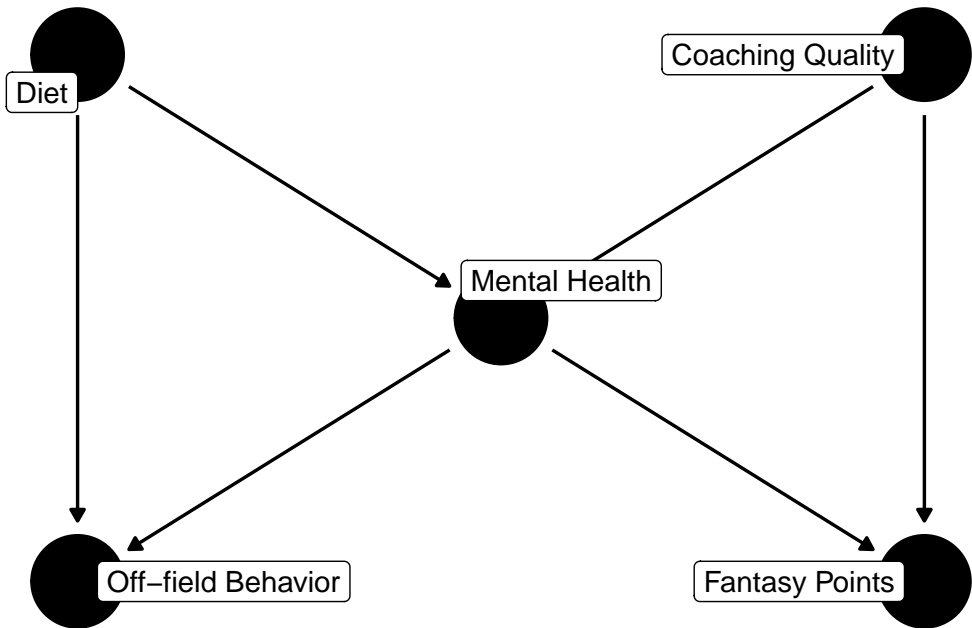 Coaching Quality
Diet
Mental Health
Off−field Behavior
Fantasy Points